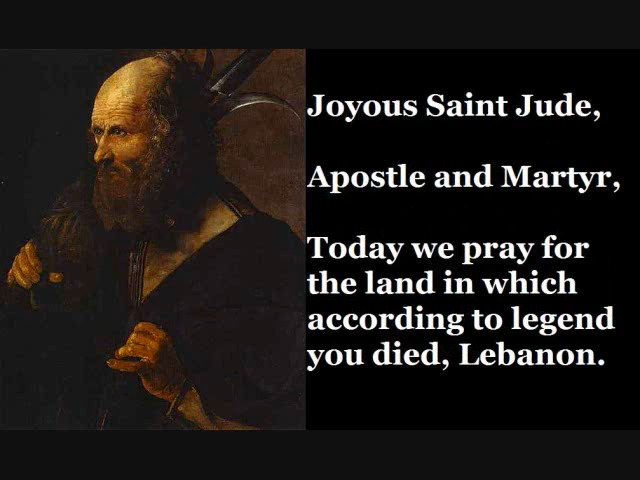 Joyous Saint Jude,
Apostle and Martyr,
Today we pray for
the land in which
according to legend
you died, Lebanon.